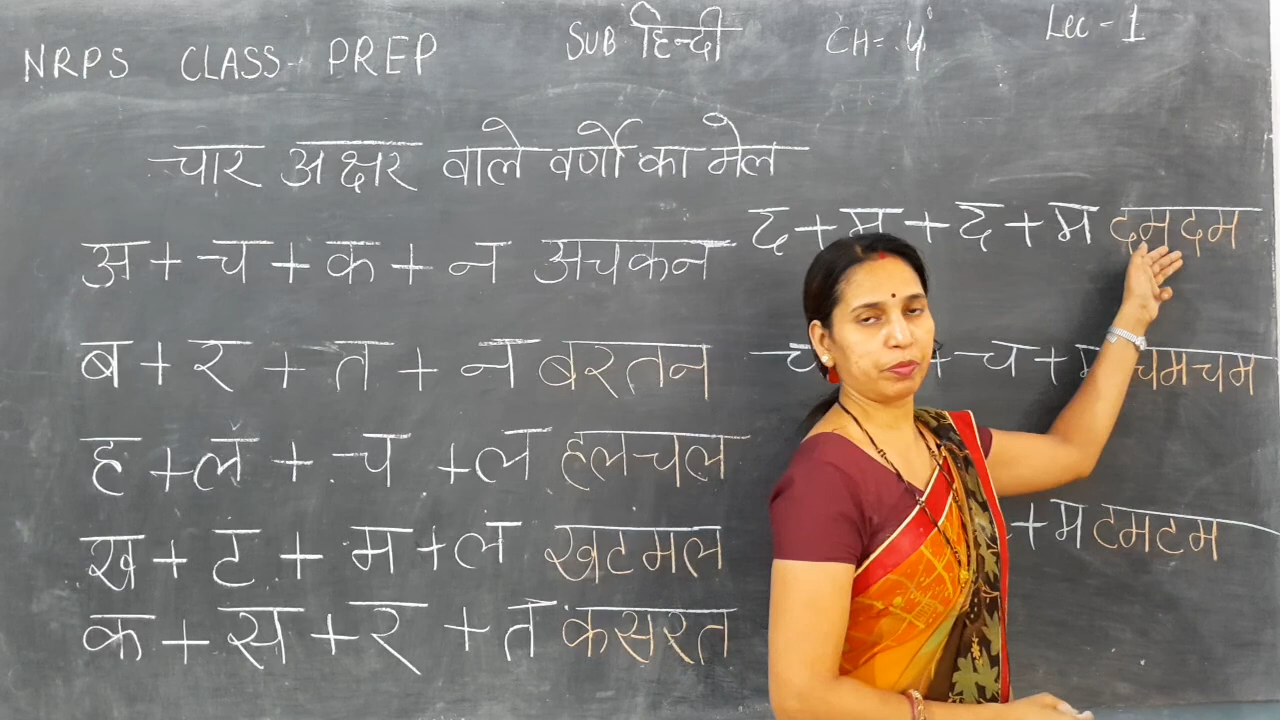 NRPS CLASS- PREP SUB हिन्दी CH=.4 Lec-1
चार अक्षर वाले वर्णो का मेल
अ+च+क+न अचकन
ब+र+त+न बरतन
ह+ल+च+ल हलचल
ख+ट+म+ल खटमल
क+स+र+त कसरत
द+म+द+म दमदम
च +च+म चमचम
+म टमटम